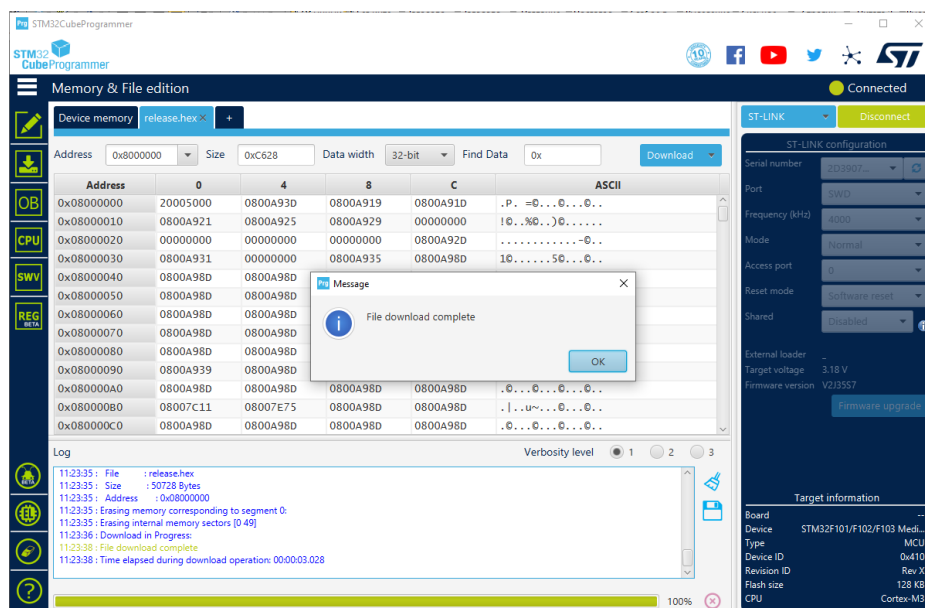 Prg STM32CubeProgrammer
STM32
CubeProgrammer
Memory & File edition
Connected
Device memory release.hex × +
Address 0x8000000 Size 0xC628 Data width 32-bit Find Data 0x Download
Address 0 4 8 C ASCII
0x08000000 20005000 0800A93D 0800A919 0800A91D .P. =©...©...©..
0x08000010 0800A921 0800A925 0800A929 00000000 !©..%©..)©......
0x08000020 00000000 00000000 00000000 0800A92D ............-©..
0x08000030 0800A931 00000000 0800A935 0800A98D 1©......5©...©..
0x08000040 0800A98D 0800A98D
0x08000050 0800A98D 0800A98D
0x08000060 0800A98D 0800A98D
0x08000070 0800A98D 0800A98D
0x08000080 0800A98D 0800A98D
0x08000090 0800A939 0800A98D
0x080000A0 0800A98D 0800A98D 0800A98D 0800A98D .©...©...©...©..
0x080000B0 08007C11 08007E75 0800A98D 0800A98D .|..u~...©...©..
0x080000C0 0800A98D 0800A98D 0800A98D 0800A98D .©...©...©...©..
Prg Message
File download complete
OK
OB
CPU
SWV
REG
BETA
Log Verbosity level 1 2 3
11:23:35 : File : release.hex
11:23:35 : Size : 50728 Bytes
11:23:35 : Address : 0x08000000
11:23:35 : Erasing memory corresponding to segment 0:
11:23:35 : Erasing internal memory sectors [0 49]
11:23:36 : Download in Progress:
11:23:38 : File download complete
11:23:38 : Time elapsed during download operation: 00:00:03.028
100%
ST-LINK Disconnect
ST-LINK configuration
Serial number 2D3907...
Port SWD
Frequency (kHz) 4000
Mode Normal
Access port 0
Reset mode Software reset
Shared Disabled
External loader _
Target voltage 3.18 V
Firmware version V2J35S7
Firmware upgrade
Target information
Board --
Device STM32F101/F102/F103 Medi...
Type MCU
Device ID 0x410
Revision ID Rev X
Flash size 128 KB
CPU Cortex-M3